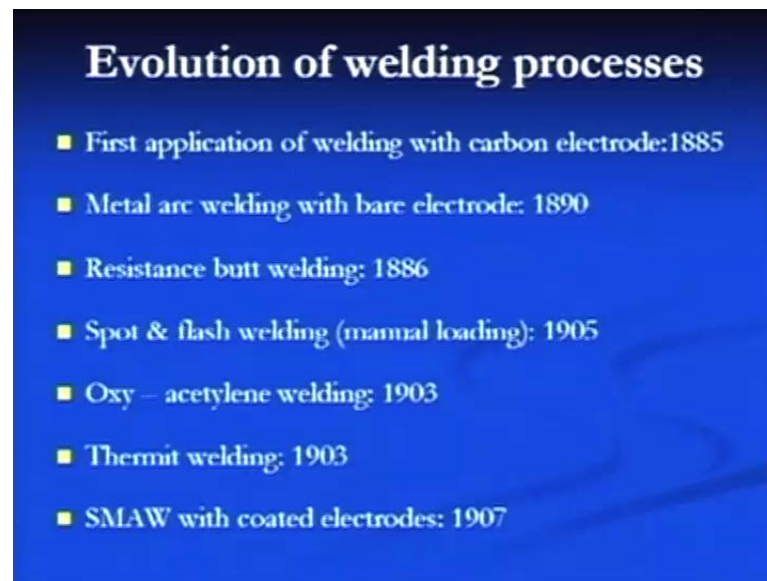 Evolution of welding processes
First application of welding with carbon electrode:1885
Metal arc welding with bare electrode: 1890
Resistance butt welding: 1886
Spot & flash welding (manual loading): 1905
Oxy – acetylene welding: 1903
Thermit welding: 1903
SMAW with coated electrodes: 1907